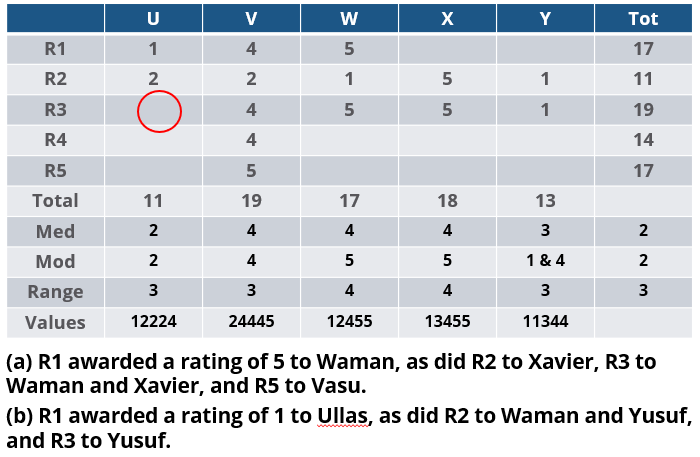 U V W X Y Tot
R1 1 4 5 17
R2 2 2 1 5 1 11
R3 4 5 5 1 19
R4 4 14
R5 5 17
Total 11 19 17 18 13
Med 2 4 4 4 3 2
Mod 2 4 5 5 1 & 4 2
Range 3 3 4 4 3 3
Values 12224 24445 12455 13455 11344
(a) R1 awarded a rating of 5 to Waman, as did R2 to Xavier, R3 to
Waman and Xavier, and R5 to Vasu.
(b) R1 awarded a rating of 1 to Ullas, as did R2 to Waman and Yusuf,
and R3 to Yusuf.